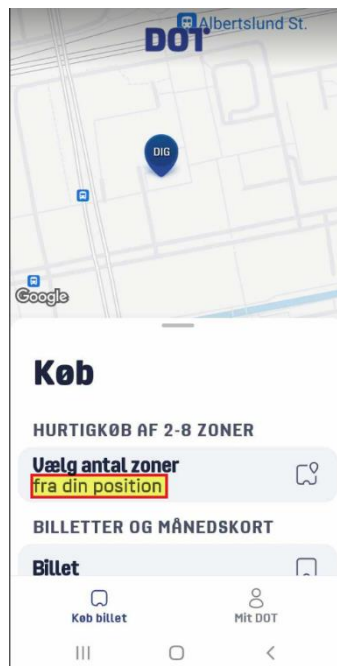 Albertslund St.
DOT
DIG
Google
Køb
HURTIGKØB AF 2-8 ZONER
Vælg antal zoner
fra din position
BILLETTER OG MÅNEDSKORT
Billet
Køb billet
Mit DOT